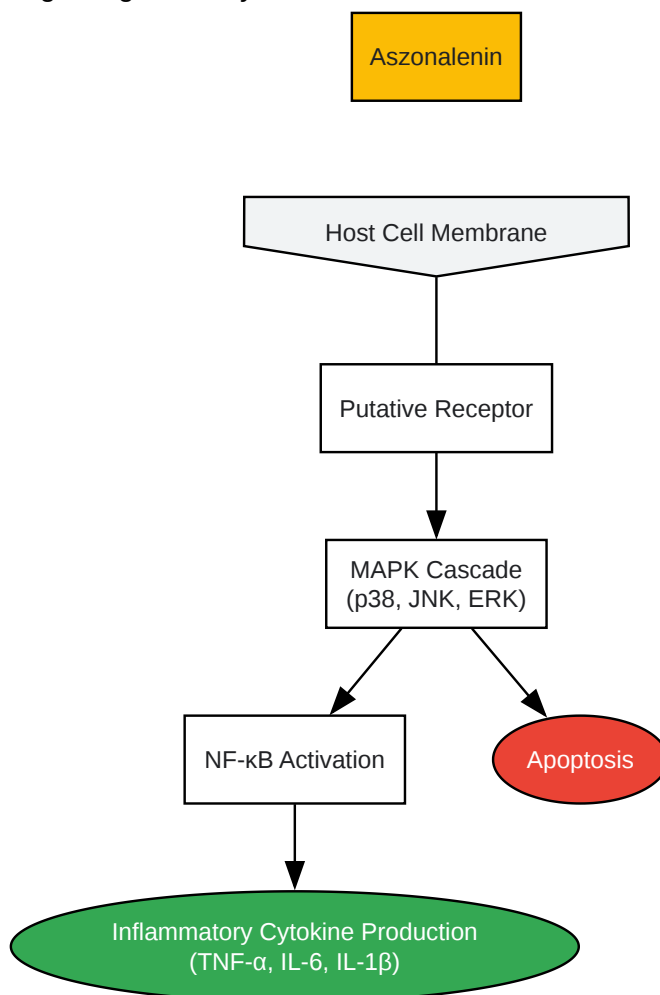 Aszonalenin
Host Cell Membrane
Putative Receptor
MAPK Cascade
(p38, JNK, ERK)
NF-κB Activation
Apoptosis
Inflammatory Cytokine Production
(TNF-α, IL-6, IL-1β)